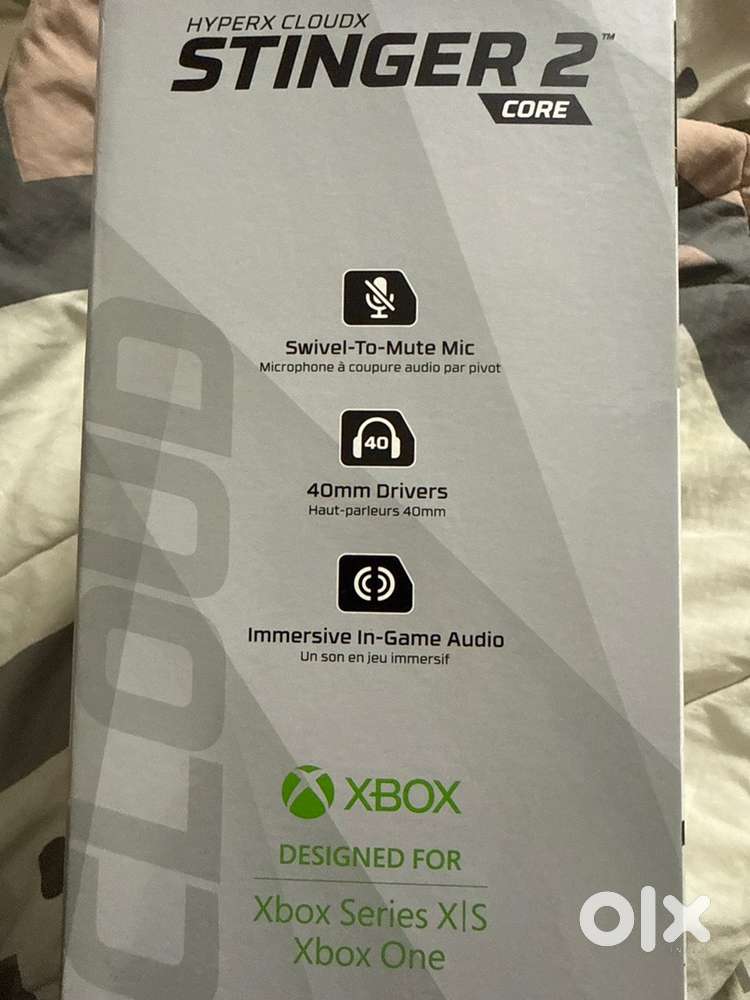 HYPERX CLOUDX
STINGER 2™
CORE
Swivel-To-Mute Mic
Microphone à coupure audio par pivot
40
40mm Drivers
Haut-parleurs 40mm
Immersive In-Game Audio
Un son en jeu immersif
CLOUD
XBOX
DESIGNED FOR
Xbox Series X|S
Xbox One
olx